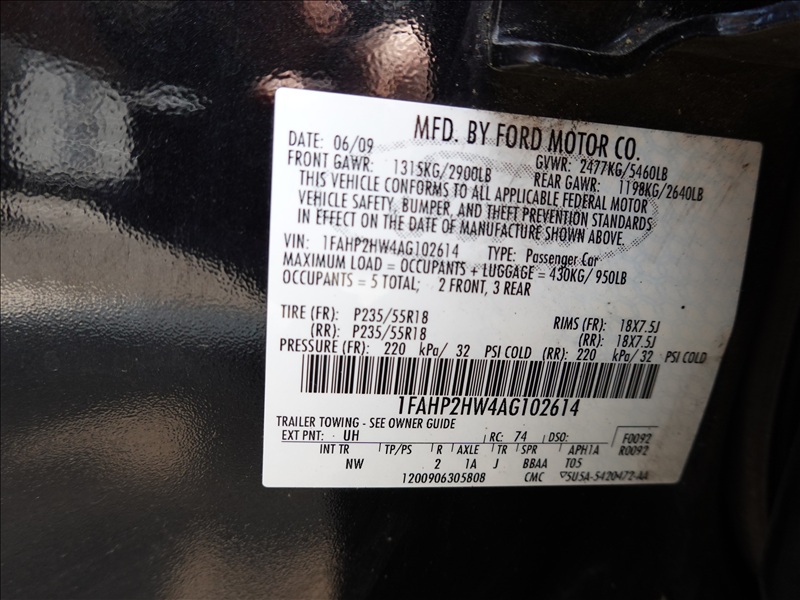 MFD. BY FORD MOTOR CO.
DATE: 06/09 GVWR: 2477KG/5460LB
FRONT GAWR: 1315KG/2900LB REAR GAWR: 1198KG/2640LB
THIS VEHICLE CONFORMS TO ALL APPLICABLE FEDERAL MOTOR
VEHICLE SAFETY, BUMPER, AND THEFT PREVENTION STANDARDS
IN EFFECT ON THE DATE OF MANUFACTURE SHOWN ABOVE.
VIN: 1FAHP2HW4AG102614 TYPE: Passenger Car
MAXIMUM LOAD = OCCUPANTS + LUGGAGE = 430KG/ 950LB
OCCUPANTS = 5 TOTAL; 2 FRONT, 3 REAR
TIRE (FR): P235/55R18 RIMS (FR): 18X7.5J
(RR): P235/55R18 (RR): 18X7.5J
PRESSURE (FR): 220 kPa/ 32 PSI COLD (RR): 220 kPa/ 32 PSI COLD
1FAHP2HW4AG102614
TRAILER TOWING - SEE OWNER GUIDE
EXT PNT: UH RC: 74 DSO: F0092
INT TR TP/PS R AXLE TR SPR APH1A R0092
NW 2 1A J BBAA T05
1200906305808 CMC 5U5A-5420472-AA